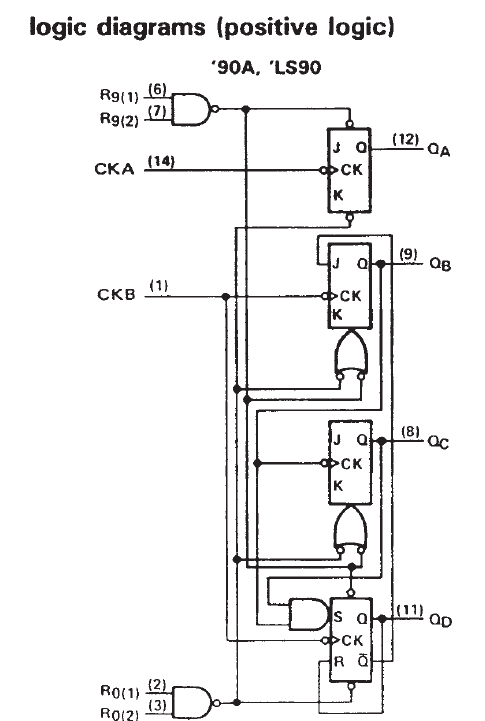 logic diagrams (positive logic)
'90A, 'LS90
R9(1) (6)
R9(2) (7)
J Q (12) QA
CKA (14) CK
K
J Q (9) QB
CKB (1) CK
K
J Q (8) QC
CK
K
S Q (11) QD
CK
R Q̄
R0(1) (2)
R0(2) (3)